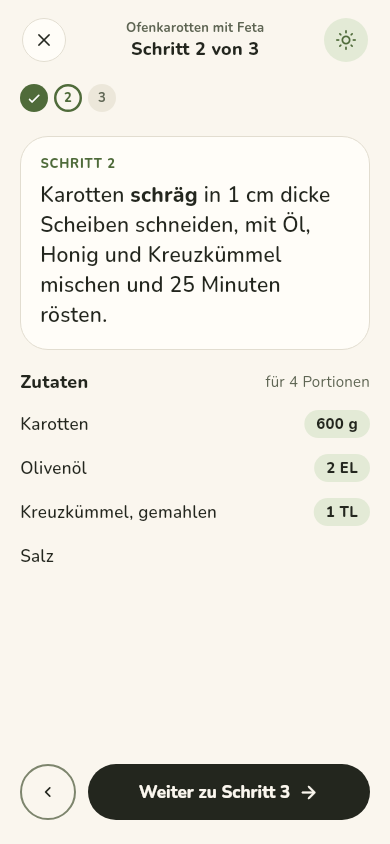 Ofenkarotten mit Feta
Schritt 2 von 3
2
3
SCHRITT 2
Karotten schräg in 1 cm dicke
Scheiben schneiden, mit Öl,
Honig und Kreuzkümmel
mischen und 25 Minuten
rösten.
Zutaten
für 4 Portionen
Karotten
600 g
Olivenöl
2 EL
Kreuzkümmel, gemahlen
1 TL
Salz
Weiter zu Schritt 3